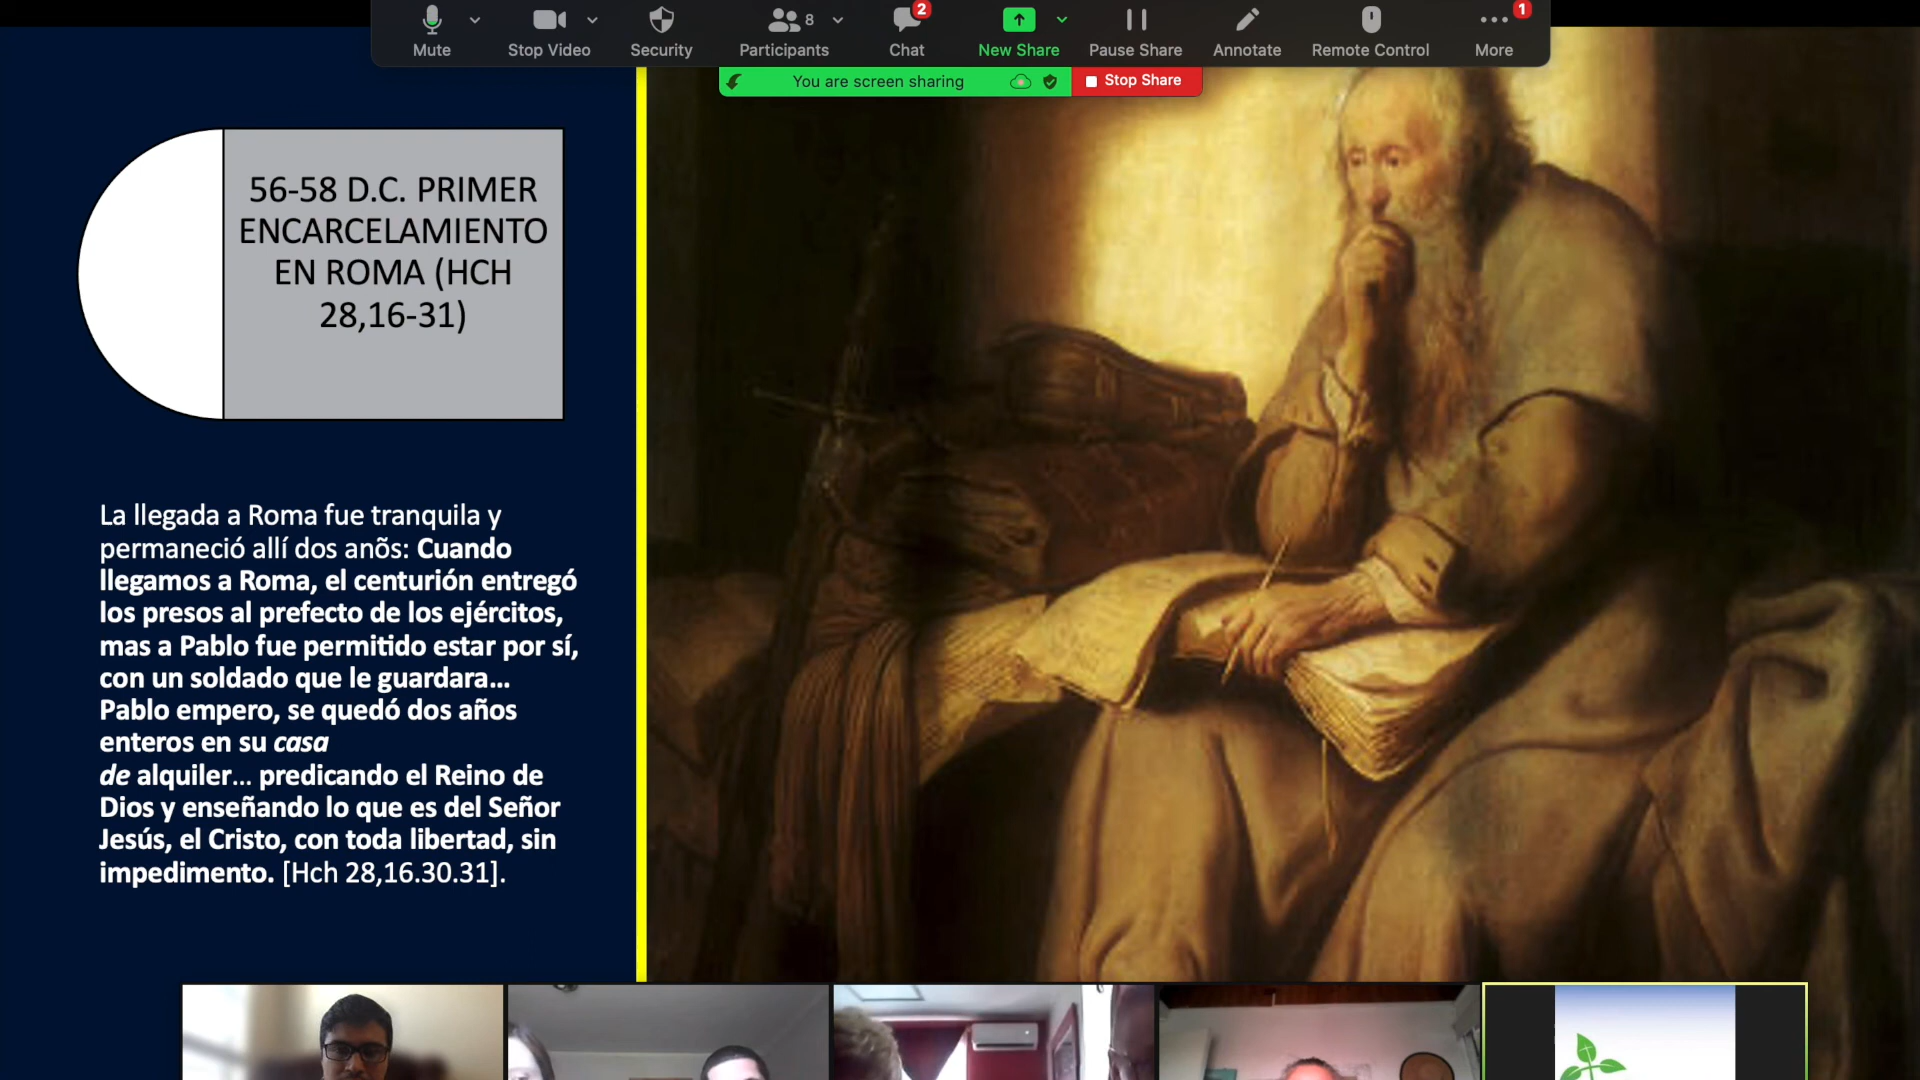 Mute
Stop Video
Security
8
Participants
2
Chat
New Share
Pause Share
Annotate
Remote Control
1
More
You are screen sharing
Stop Share
56-58 D.C. PRIMER
ENCARCELAMIENTO
EN ROMA (HCH
28,16-31)
La llegada a Roma fue tranquila y
permaneció allí dos anõs: Cuando
llegamos a Roma, el centurión entregó
los presos al prefecto de los ejércitos,
mas a Pablo fue permitido estar por sí,
con un soldado que le guardara...
Pablo empero, se quedó dos años
enteros en su casa
de alquiler... predicando el Reino de
Dios y enseñando lo que es del Señor
Jesús, el Cristo, con toda libertad, sin
impedimento. [Hch 28,16.30.31].